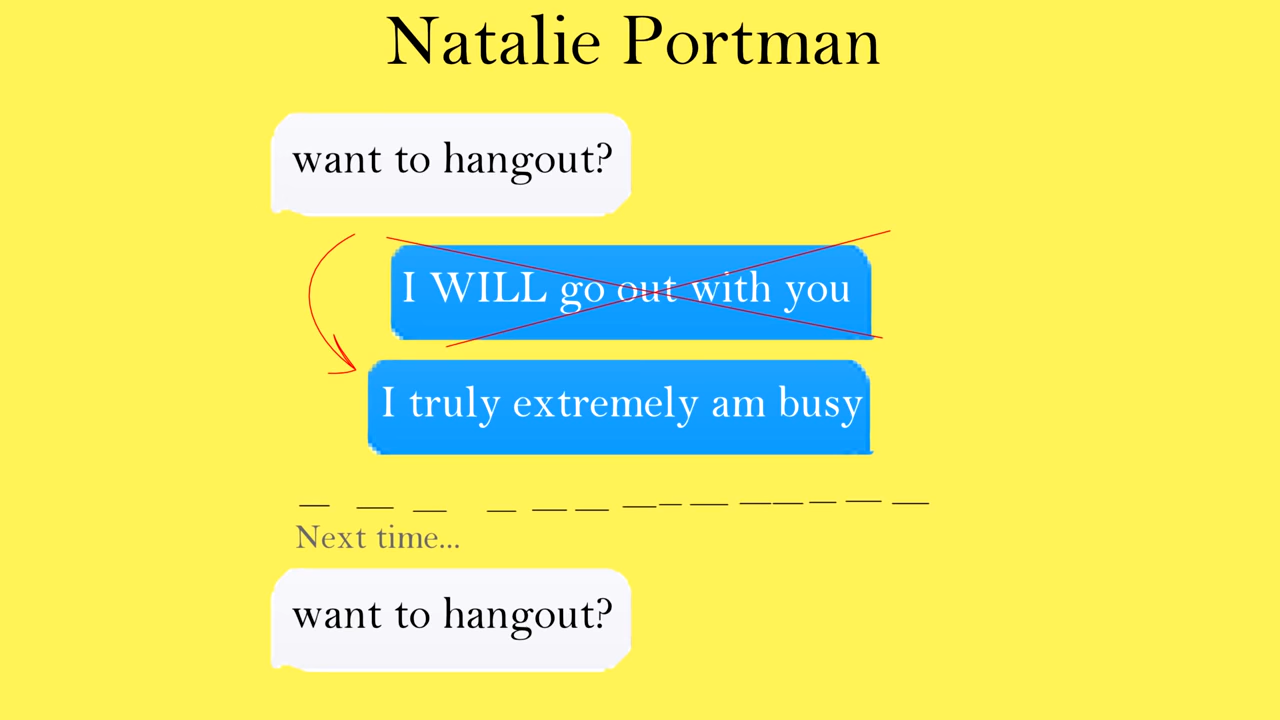 Natalie Portman
want to hangout?
I WILL go out with you
I truly extremely am busy
Next time...
want to hangout?